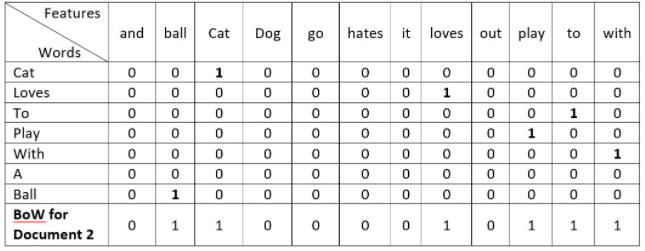 Features
Words
and ball Cat Dog go hates it loves out play to with
Cat 0 0 1 0 0 0 0 0 0 0 0 0
Loves 0 0 0 0 0 0 0 1 0 0 0 0
To 0 0 0 0 0 0 0 0 0 0 1 0
Play 0 0 0 0 0 0 0 0 0 1 0 0
With 0 0 0 0 0 0 0 0 0 0 0 1
A 0 0 0 0 0 0 0 0 0 0 0 0
Ball 0 1 0 0 0 0 0 0 0 0 0 0
BoW for
Document 2 0 1 1 0 0 0 0 1 0 1 1 1